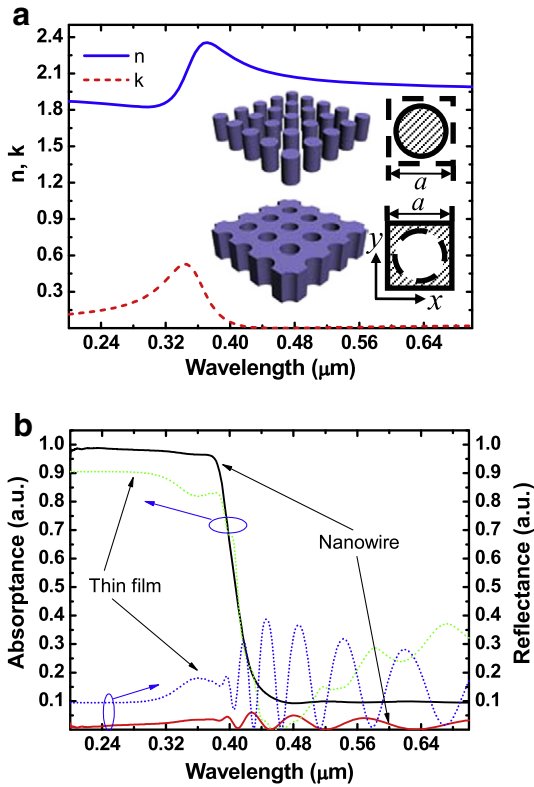 a
n, k
2.4
2.1
1.8
1.5
1.2
0.9
0.6
0.3
n
k
a
a
y
x
0.24 0.32 0.40 0.48 0.56 0.64
Wavelength (μm)
b
Absorptance (a.u.)
1.0
0.9
0.8
0.7
0.6
0.5
0.4
0.3
0.2
0.1
Thin film
Nanowire
1.0
0.9
0.8
0.7
0.6
0.5
0.4
0.3
0.2
0.1
Reflectance (a.u.)
0.24 0.32 0.40 0.48 0.56 0.64
Wavelength (μm)